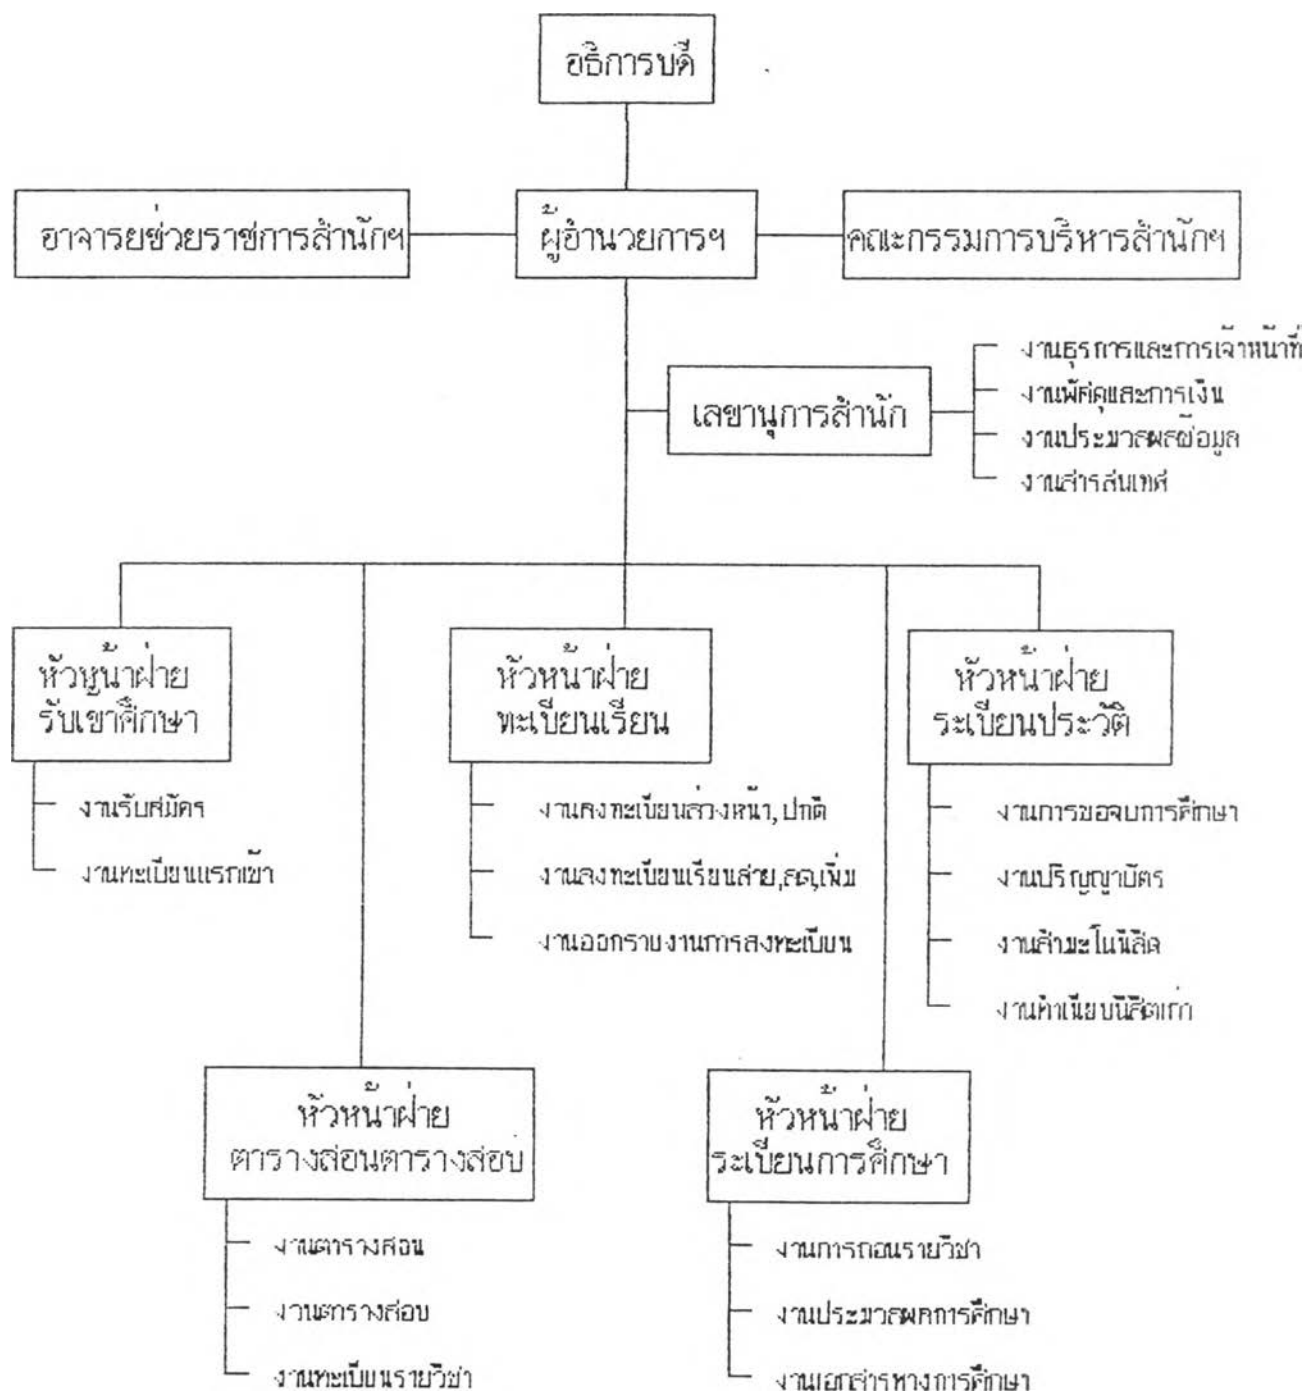 อธิการบดี
อาจารย์ช่วยราชการสำนักฯ
ผู้อำนวยการฯ
คณะกรรมการบริหารสำนักฯ
เลขานุการสำนัก
งานธุรการและการเจ้าหน้าที่
งานพัสดุและการเงิน
งานประมวลผลข้อมูล
งานสารสนเทศ
หัวหน้าฝ่าย
รับเข้าศึกษา
งานรับสมัคร
งานทะเบียนแรกเข้า
หัวหน้าฝ่าย
ทะเบียนเรียน
งานลงทะเบียนล่วงหน้า,ปกติ
งานลงทะเบียนเรียนสาย,ลด,เพิ่ม
งานออกรายงานการลงทะเบียน
หัวหน้าฝ่าย
ระเบียนประวัติ
งานการขอจบการศึกษา
งานปริญญาบัตร
งานสำมะโนนิสิต
งานทำเนียบนิสิตเก่า
หัวหน้าฝ่าย
ตารางสอนตารางสอบ
งานตารางสอน
งานตารางสอบ
งานทะเบียนรายวิชา
หัวหน้าฝ่าย
ระเบียนการศึกษา
งานการถอนรายวิชา
งานประมวลผลการศึกษา
งานเอกสารทางการศึกษา